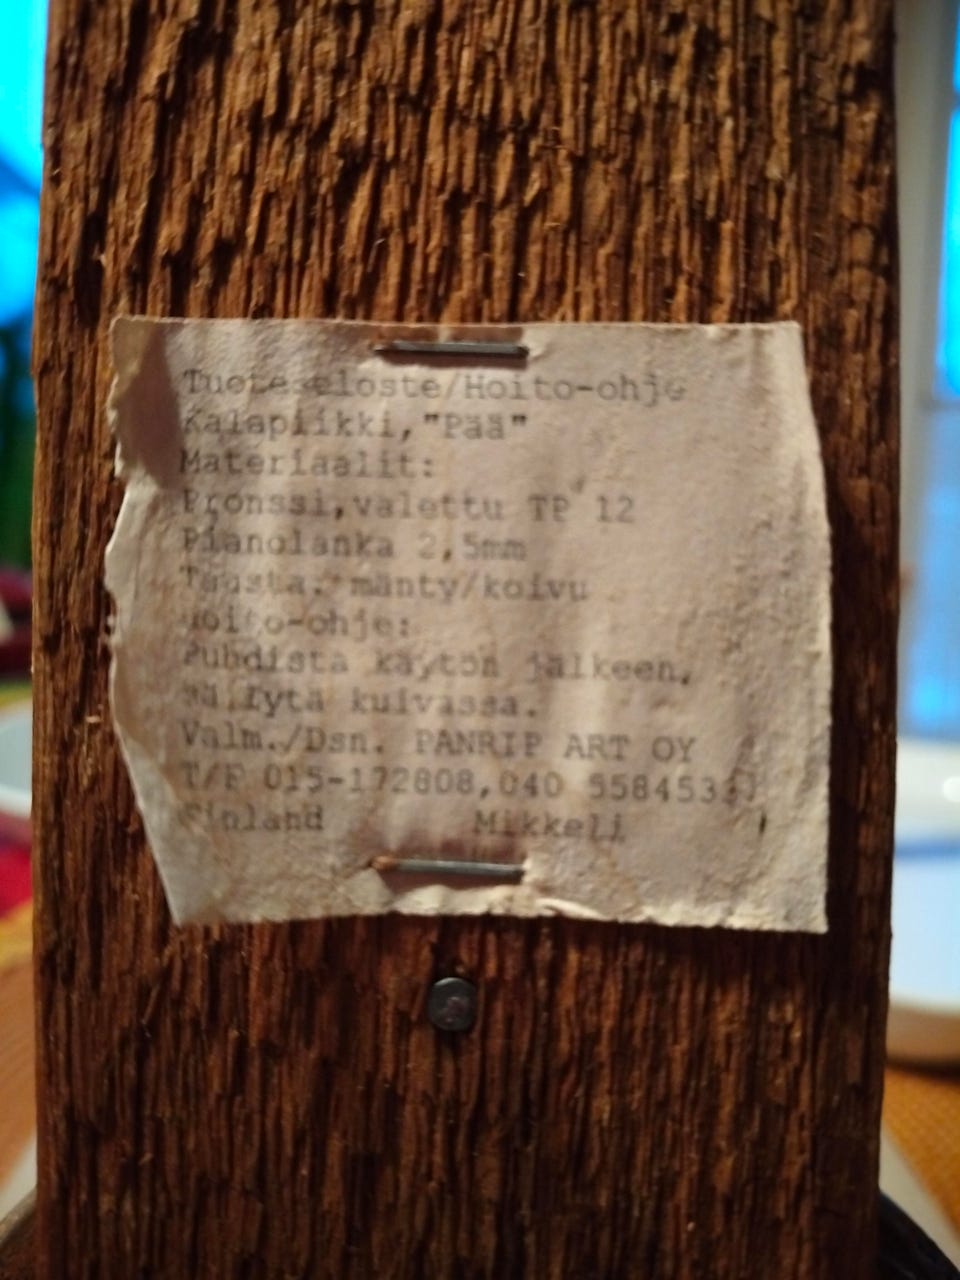 Tuoteseloste/Hoito-ohje
Kalapiikki,"Pää"
Materiaalit:
Pronssi,valettu TP 12
Pianolanka 2,5mm
Tausta: mänty/koivu
Hoito-ohje:
Puhdista käytön jälkeen,
säilytä kuivassa.
Valm./Dsn. PANRIP ART OY
T/F 015-172808,040
Finland Mikkeli